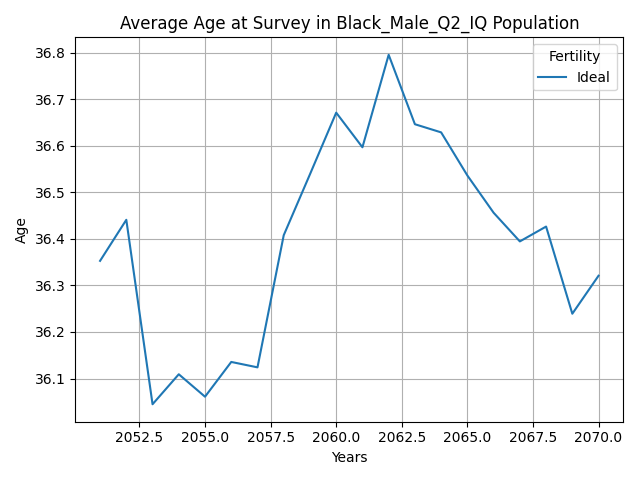 Average Age at Survey in Black_Male_Q2_IQ Population
Fertility
Ideal
Age
36.8
36.7
36.6
36.5
36.4
36.3
36.2
36.1
2052.5 2055.0 2057.5 2060.0 2062.5 2065.0 2067.5 2070.0
Years